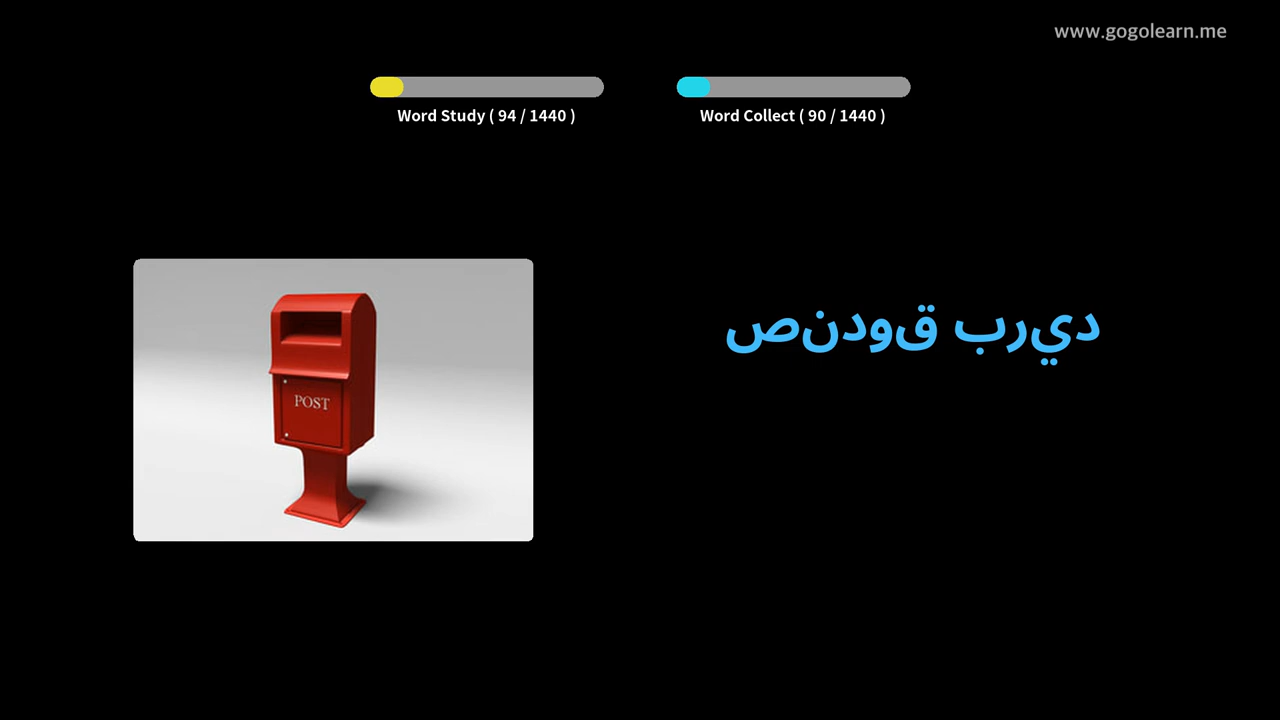 www.gogolearn.me
Word Study ( 94 / 1440 )
Word Collect ( 90 / 1440 )
صندوق بريد
POST